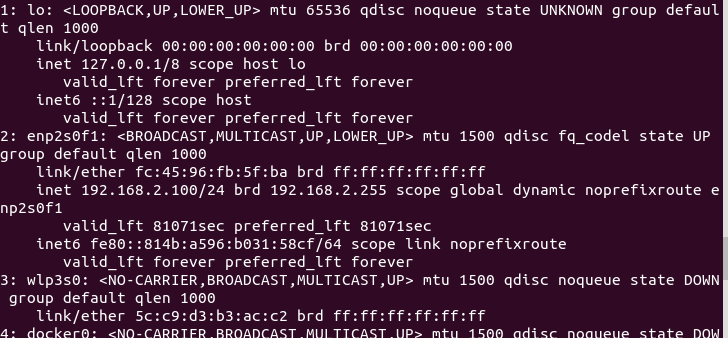 1: lo: <LOOPBACK,UP,LOWER_UP> mtu 65536 qdisc noqueue state UNKNOWN group defaul
t qlen 1000
    link/loopback 00:00:00:00:00:00 brd 00:00:00:00:00:00
    inet 127.0.0.1/8 scope host lo
       valid_lft forever preferred_lft forever
    inet6 ::1/128 scope host
       valid_lft forever preferred_lft forever
2: enp2s0f1: <BROADCAST,MULTICAST,UP,LOWER_UP> mtu 1500 qdisc fq_codel state UP
group default qlen 1000
    link/ether fc:45:96:fb:5f:ba brd ff:ff:ff:ff:ff:ff
    inet 192.168.2.100/24 brd 192.168.2.255 scope global dynamic noprefixroute e
np2s0f1
       valid_lft 81071sec preferred_lft 81071sec
    inet6 fe80::814b:a596:b031:58cf/64 scope link noprefixroute
       valid_lft forever preferred_lft forever
3: wlp3s0: <NO-CARRIER,BROADCAST,MULTICAST,UP> mtu 1500 qdisc noqueue state DOWN
 group default qlen 1000
    link/ether 5c:c9:d3:b3:ac:c2 brd ff:ff:ff:ff:ff:ff
4: docker0: <NO-CARRIER,BROADCAST,MULTICAST,UP> mtu 1500 qdisc noqueue state DOW